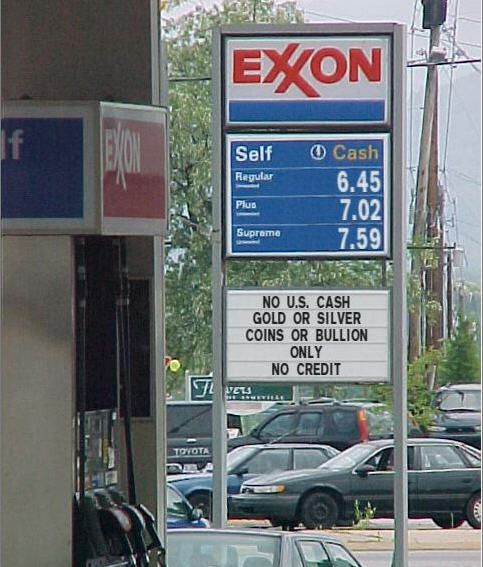 EXXON
Self Cash
Regular 6.45
Plus 7.02
Supreme 7.59
lf
EXXON
NO U.S. CASH
GOLD OR SILVER
COINS OR BULLION
ONLY
NO CREDIT
TOYOTA